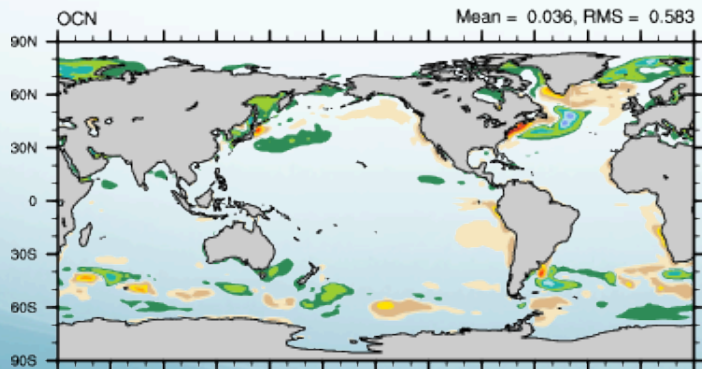 OCN Mean = 0.036, RMS = 0.583
90N
60N
30N
0
30S
60S
90S